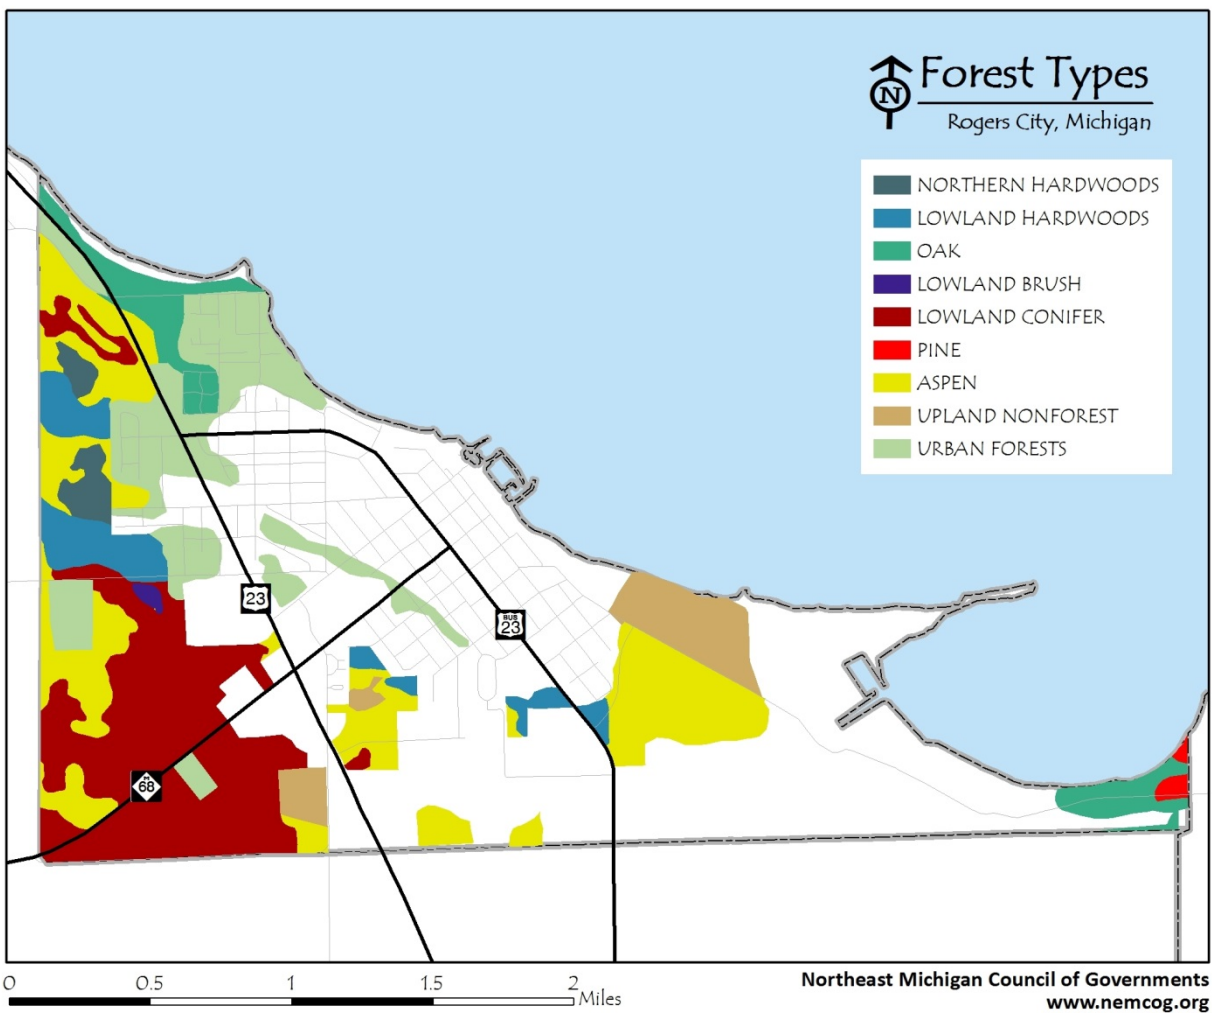 Forest Types
N
Rogers City, Michigan
NORTHERN HARDWOODS
LOWLAND HARDWOODS
OAK
LOWLAND BRUSH
LOWLAND CONIFER
PINE
ASPEN
UPLAND NONFOREST
URBAN FORESTS
23
BUS
23
M
68
0 0.5 1 1.5 2
Miles
Northeast Michigan Council of Governments
www.nemcog.org